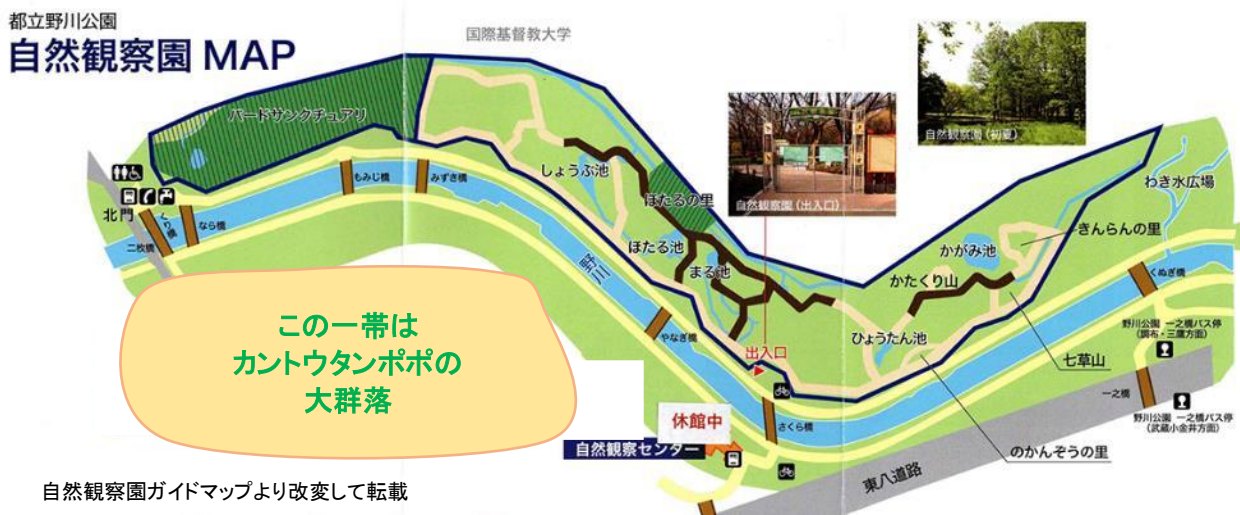 都立野川公園
自然観察園 MAP
国際基督教大学
バードサンクチュアリ
自然観察園(初夏)
自然観察園(出入口)
しょうぶ池
ほたるの里
わき水広場
もみじ橋
みずき橋
北門
くり橋
なら橋
二枚橋
ほたる池
まる池
野川
きんらんの里
かがみ池
かたくり山
くぬぎ橋
この一帯は
カントウタンポポの
大群落
やなぎ橋
出入口
ひょうたん池
野川公園 一之橋バス停
(調布・三鷹方面)
七草山
一之橋
休館中
さくら橋
野川公園 一之橋バス停
(武蔵小金井方面)
自然観察センター
のかんぞうの里
東八道路
自然観察園ガイドマップより改変して転載